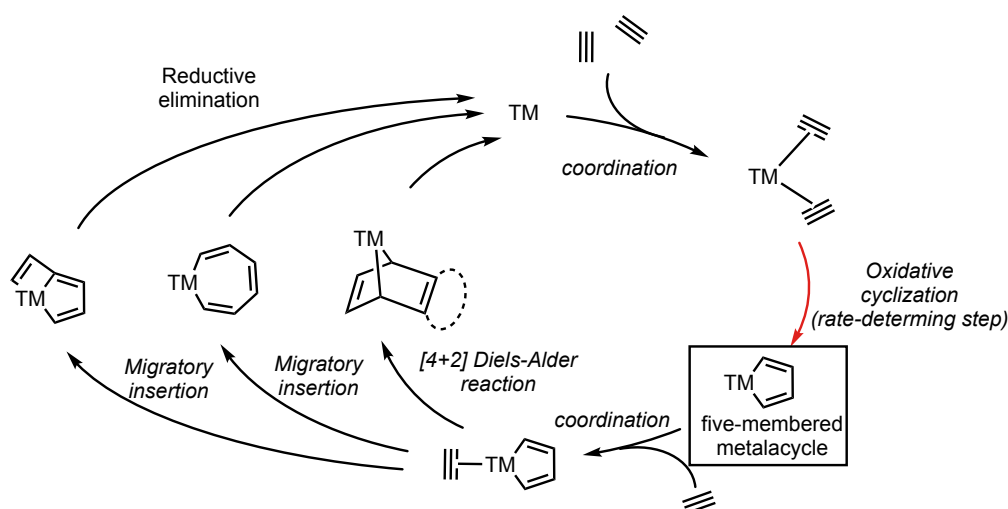 Reductive
elimination
TM
coordination
TM
TM
TM
TM
Oxidative
cyclization
(rate-determing step)
Migratory
insertion
Migratory
insertion
[4+2] Diels-Alder
reaction
coordination
TM
five-membered
metalacycle
TM